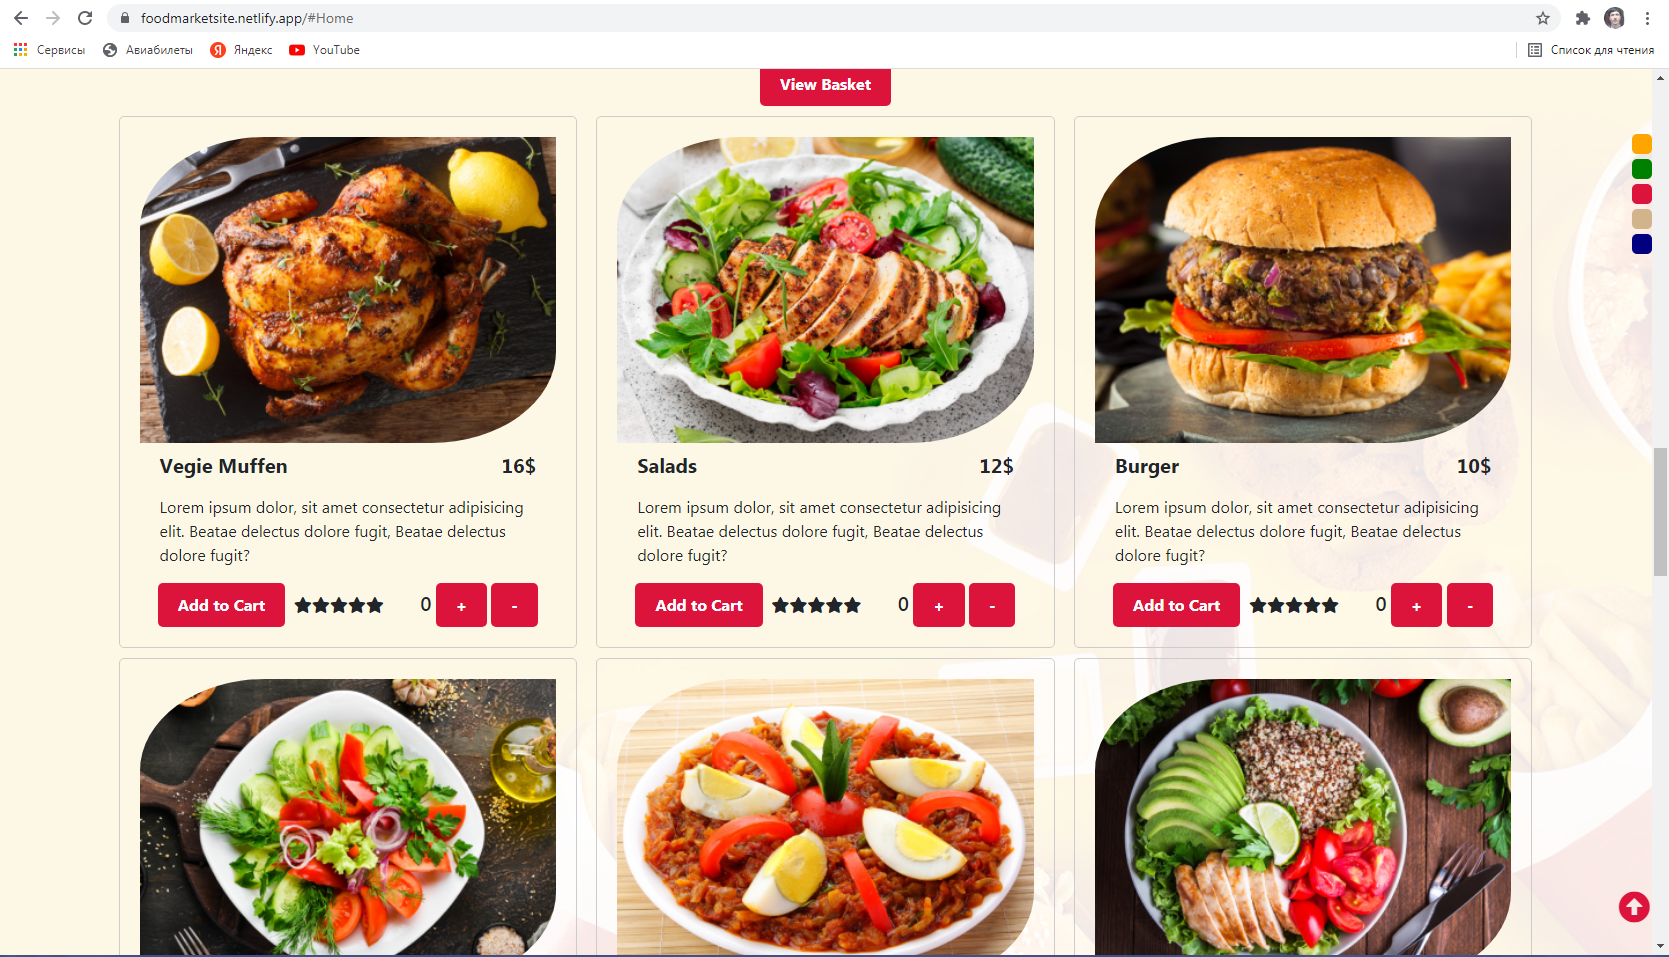 foodmarketsite.netlify.app/#Home
Сервисы Авиабилеты Я Яндекс YouTube Список для чтения
View Basket
Vegie Muffen 16$
Lorem ipsum dolor, sit amet consectetur adipisicing
elit. Beatae delectus dolore fugit, Beatae delectus
dolore fugit?
Add to Cart 0 + -
Salads 12$
Lorem ipsum dolor, sit amet consectetur adipisicing
elit. Beatae delectus dolore fugit, Beatae delectus
dolore fugit?
Add to Cart 0 + -
Burger 10$
Lorem ipsum dolor, sit amet consectetur adipisicing
elit. Beatae delectus dolore fugit, Beatae delectus
dolore fugit?
Add to Cart 0 + -